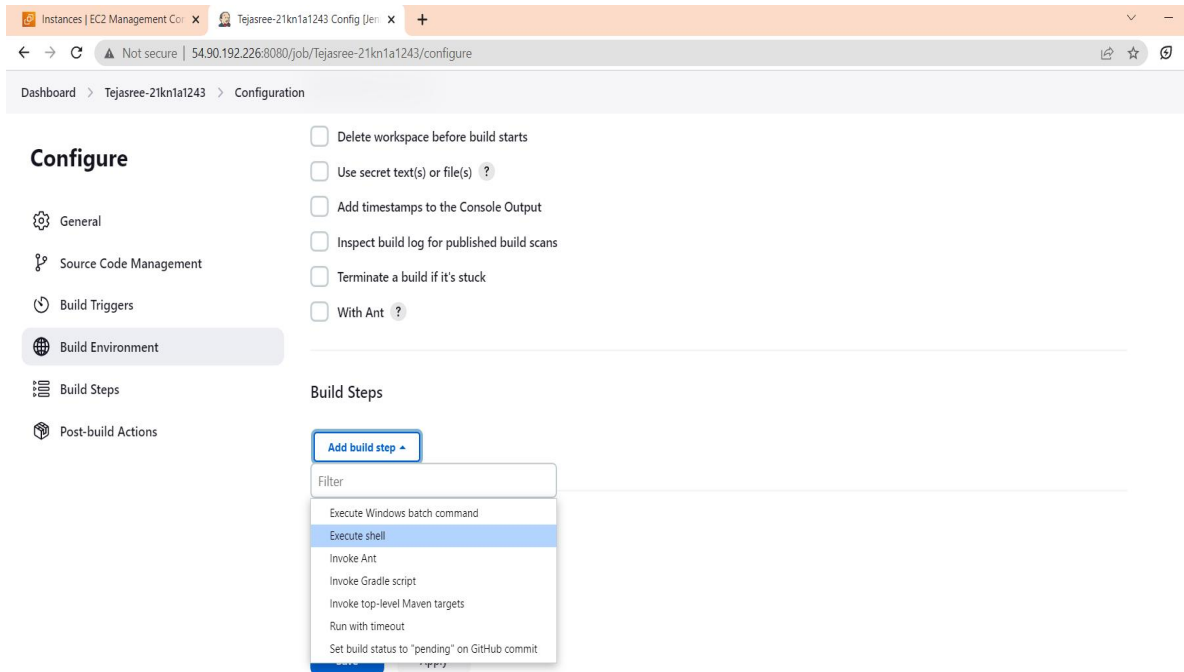 Instances | EC2 Management Cor
Tejasree-21kn1a1243 Config [Jen
Not secure | 54.90.192.226:8080/job/Tejasree-21kn1a1243/configure
Dashboard > Tejasree-21kn1a1243 > Configuration
Configure
General
Source Code Management
Build Triggers
Build Environment
Build Steps
Post-build Actions
Delete workspace before build starts
Use secret text(s) or file(s) ?
Add timestamps to the Console Output
Inspect build log for published build scans
Terminate a build if it's stuck
With Ant ?
Build Steps
Add build step
Filter
Execute Windows batch command
Execute shell
Invoke Ant
Invoke Gradle script
Invoke top-level Maven targets
Run with timeout
Set build status to "pending" on GitHub commit
Save
Apply